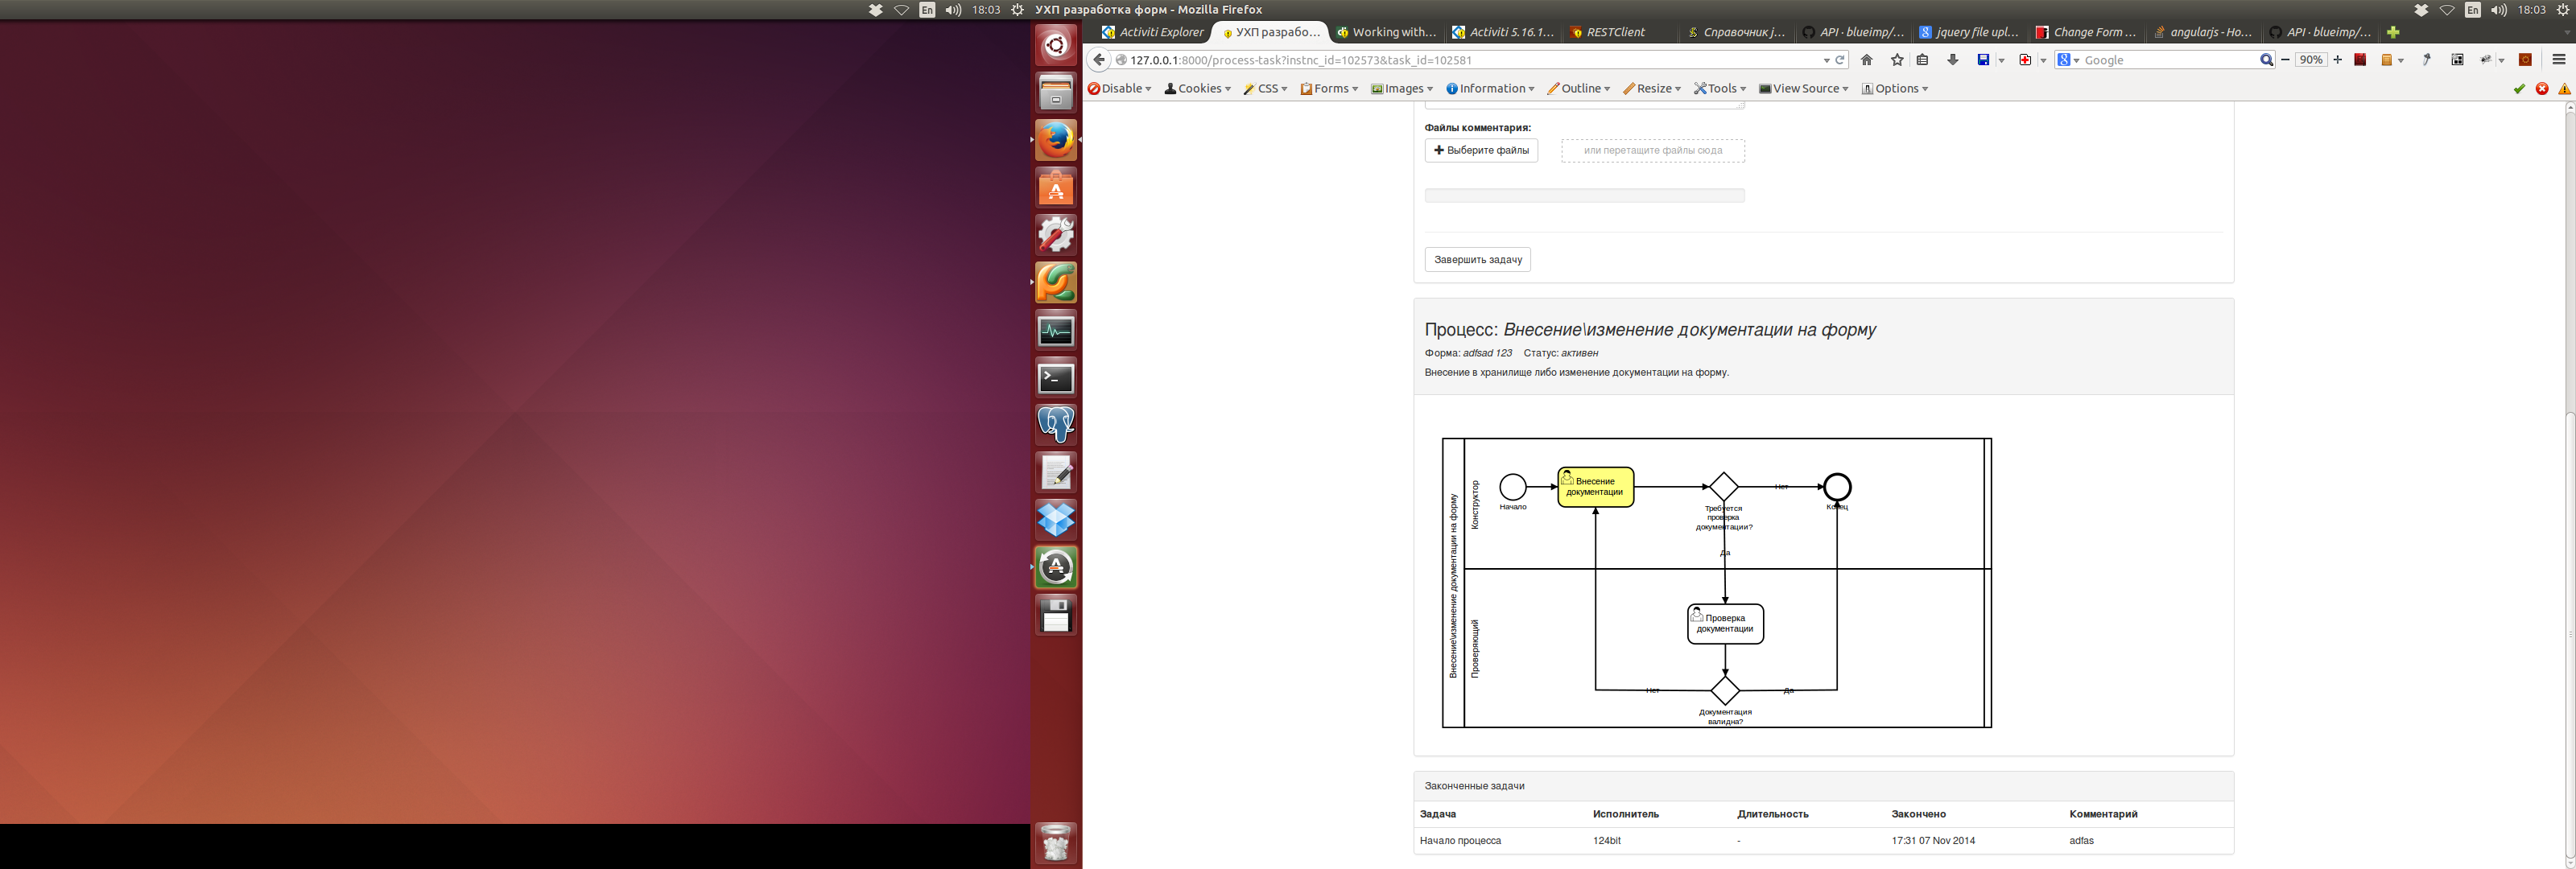 En 18:03 УХП разработка форм - Mozilla Firefox En 18:03
Activiti Explorer УХП разрабо... Working with... Activiti 5.16.1... RESTClient Справочник j... API · blueimp/... jquery file upl... Change Form ... angularjs - Ho... API · blueimp/...
127.0.0.1:8000/process-task?instnc_id=102573&task_id=102581 Google 90%
Disable Cookies CSS Forms Images Information Outline Resize Tools View Source Options
Файлы комментария:
Выберите файлы или перетащите файлы сюда
Завершить задачу
Процесс: Внесение\изменение документации на форму
Форма: adfsad 123 Статус: активен
Внесение в хранилище либо изменение документации на форму.
Внесение\изменение документации на форму
Конструктор
Начало
Внесение
документации
Требуется
проверка
документации?
Нет
Конец
Да
Проверяющий
Проверка
документации
Нет
Да
Документация
валидна?
Законченные задачи
Задача Исполнитель Длительность Закончено Комментарий
Начало процесса 124bit - 17:31 07 Nov 2014 adfas